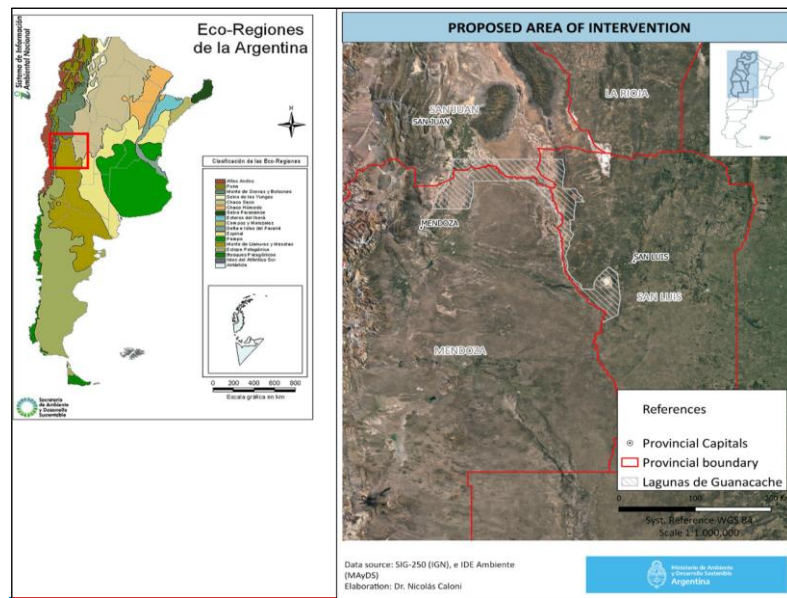 Sistema de Información
Ambiental Nacional
Eco-Regiones
de la Argentina
N
Clasificación de las Eco-Regiones
Altos Andes
Puna
Monte de Sierras y Bolsones
Selva de las Yungas
Chaco Seco
Chaco Húmedo
Selva Paranaense
Esteros del Iberá
Campos y Malezales
Delta e Islas del Paraná
Espinal
Pampa
Monte de Llanuras y Mesetas
Estepa Patagónica
Bosques Patagónicos
Islas del Atlántico Sur
Antártida
0 200 400 600 800
Escala gráfica en km
Secretaría
de Ambiente
y Desarrollo
Sustentable
PROPOSED AREA OF INTERVENTION
LA RIOJA
SAN JUAN
SAN JUAN
MENDOZA
SAN LUIS
SAN LUIS
MENDOZA
References
Provincial Capitals
Provincial boundary
Lagunas de Guanacache
0 100 200
Syst. Reference WGS 84
Scale 1:1.000,000
Data source: SIG-250 (IGN), e IDE Ambiente
(MAyDS)
Elaboration: Dr. Nicolás Caloni
Ministerio de Ambiente
y Desarrollo Sostenible
Argentina